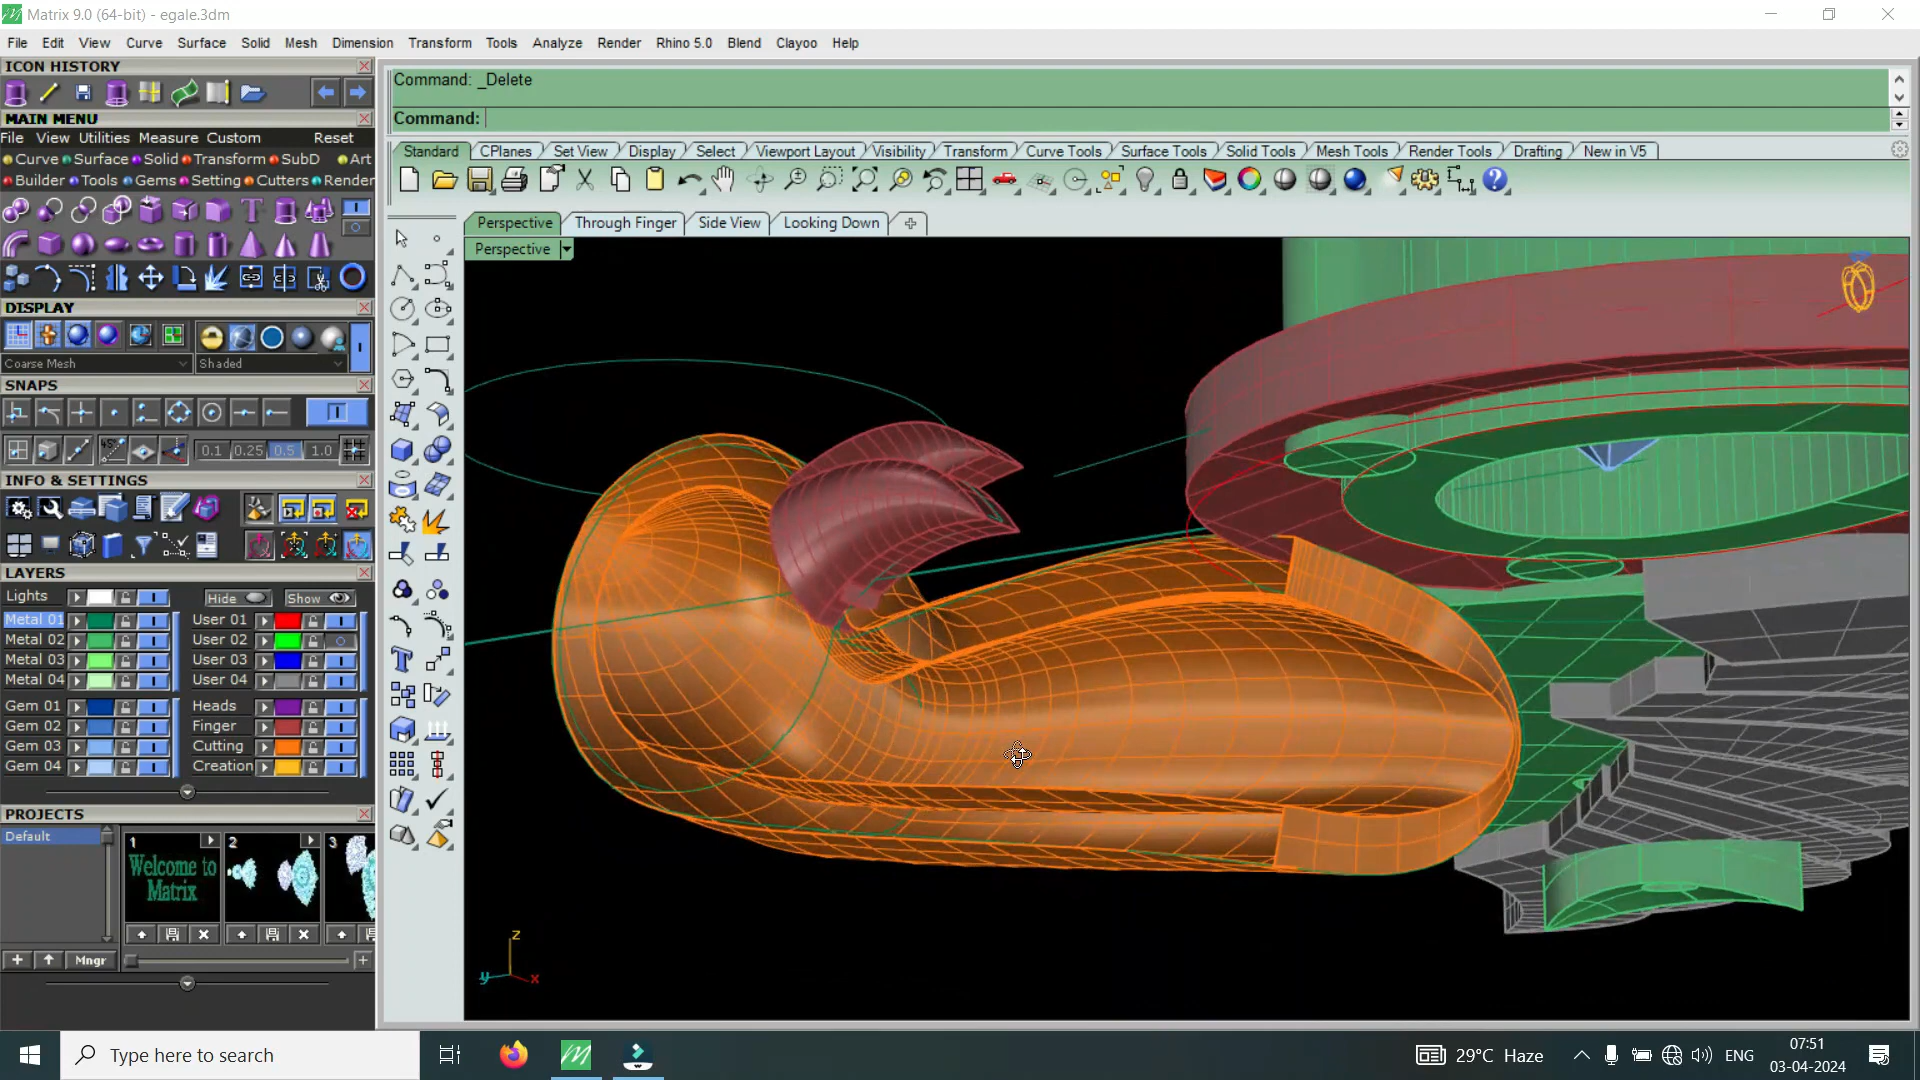 Matrix 9.0 (64-bit) - egale.3dm
File Edit View Curve Surface Solid Mesh Dimension Transform Tools Analyze Render Rhino 5.0 Blend Clayoo Help
ICON HISTORY
Command: _Delete
Command:
MAIN MENU
File View Utilities Measure Custom Reset
Curve Surface Solid Transform SubD Art
Builder Tools Gems Setting Cutters Render
Standard CPlanes Set View Display Select Viewport Layout Visibility Transform Curve Tools Surface Tools Solid Tools Mesh Tools Render Tools Drafting New in V5
Perspective Through Finger Side View Looking Down
Perspective
DISPLAY
Coarse Mesh Shaded
SNAPS
0.1 0.25 0.5 1.0
INFO & SETTINGS
LAYERS
Lights Hide Show
Metal 01 User 01
Metal 02 User 02
Metal 03 User 03
Metal 04 User 04
Gem 01 Heads
Gem 02 Finger
Gem 03 Cutting
Gem 04 Creation
PROJECTS
Default
1 2 3
Welcome to
Matrix
Mngr
z
y x
Type here to search
29°C Haze
ENG
07:51
03-04-2024